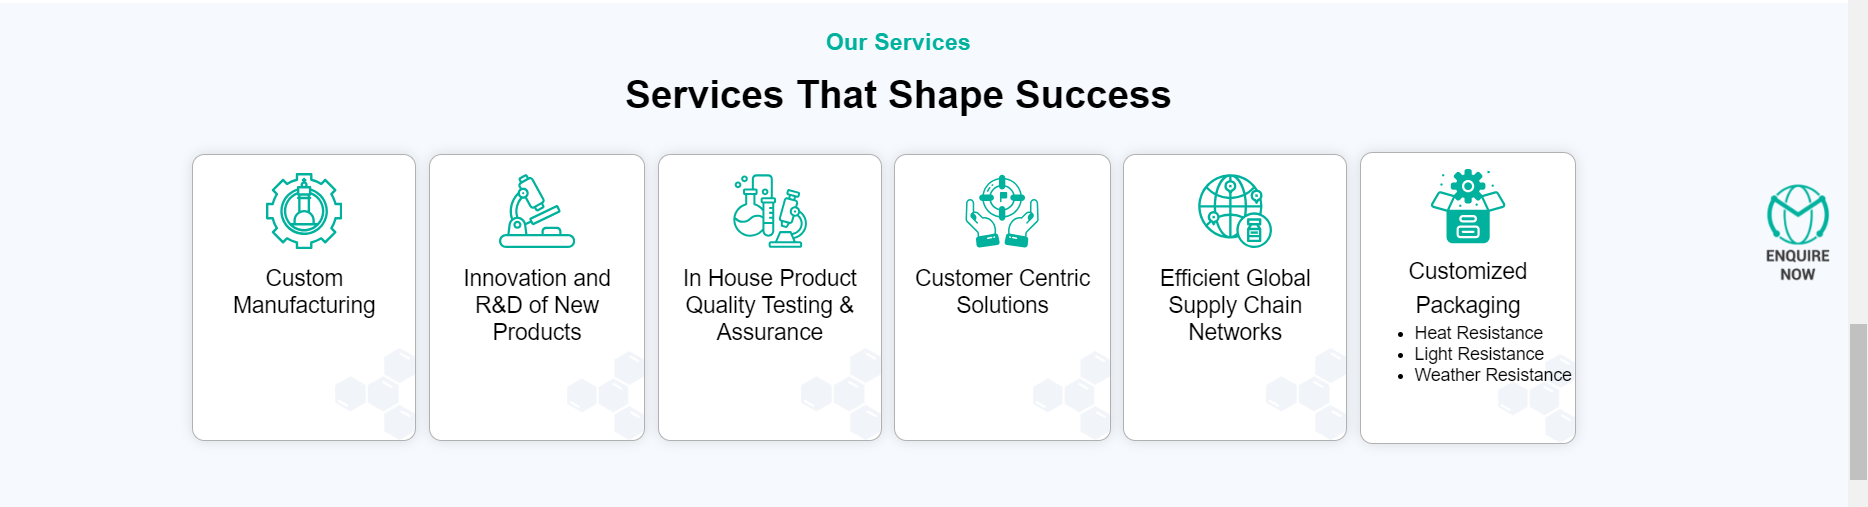 Our Services
Services That Shape Success
Custom
Manufacturing
Innovation and
R&D of New
Products
In House Product
Quality Testing &
Assurance
Customer Centric
Solutions
Efficient Global
Supply Chain
Networks
Customized
Packaging
• Heat Resistance
• Light Resistance
• Weather Resistance
ENQUIRE
NOW